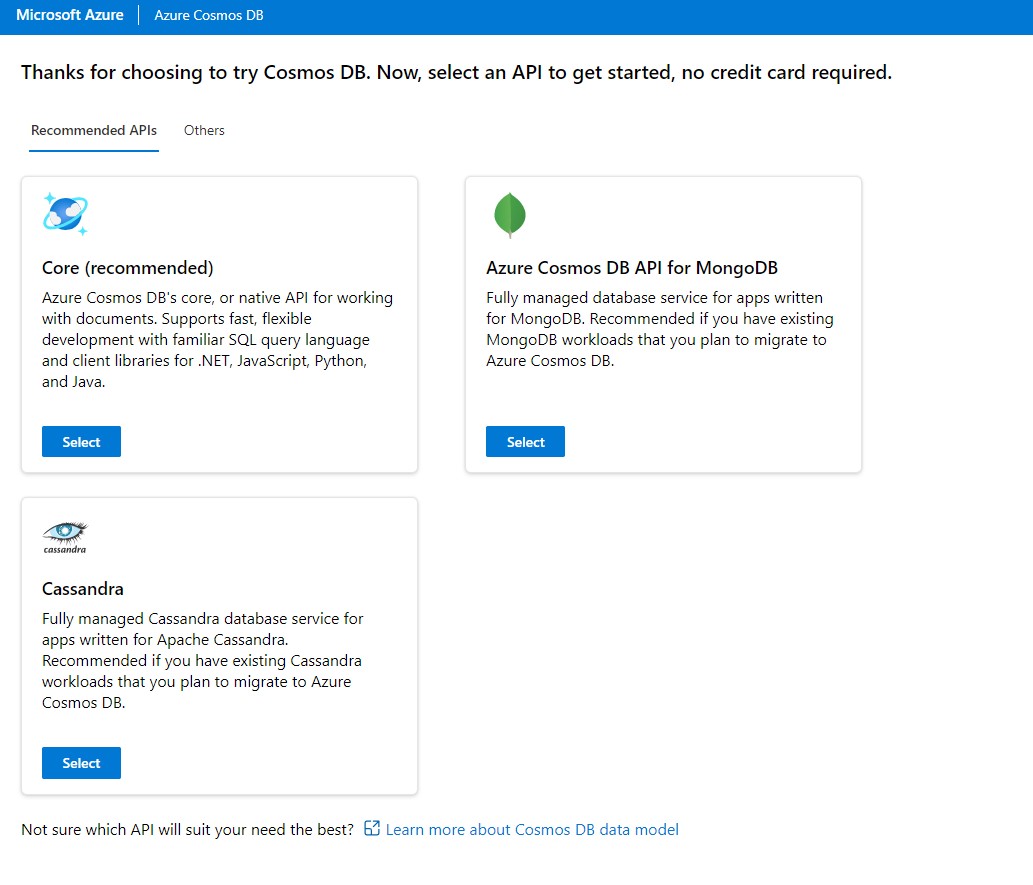 Microsoft Azure
Azure Cosmos DB
Thanks for choosing to try Cosmos DB. Now, select an API to get started, no credit card required.
Recommended APIs
Others
Core (recommended)
Azure Cosmos DB's core, or native API for working
with documents. Supports fast, flexible
development with familiar SQL query language
and client libraries for .NET, JavaScript, Python,
and Java.
Select
Azure Cosmos DB API for MongoDB
Fully managed database service for apps written
for MongoDB. Recommended if you have existing
MongoDB workloads that you plan to migrate to
Azure Cosmos DB.
Select
cassandra
Cassandra
Fully managed Cassandra database service for
apps written for Apache Cassandra.
Recommended if you have existing Cassandra
workloads that you plan to migrate to Azure
Cosmos DB.
Select
Not sure which API will suit your need the best? Learn more about Cosmos DB data model